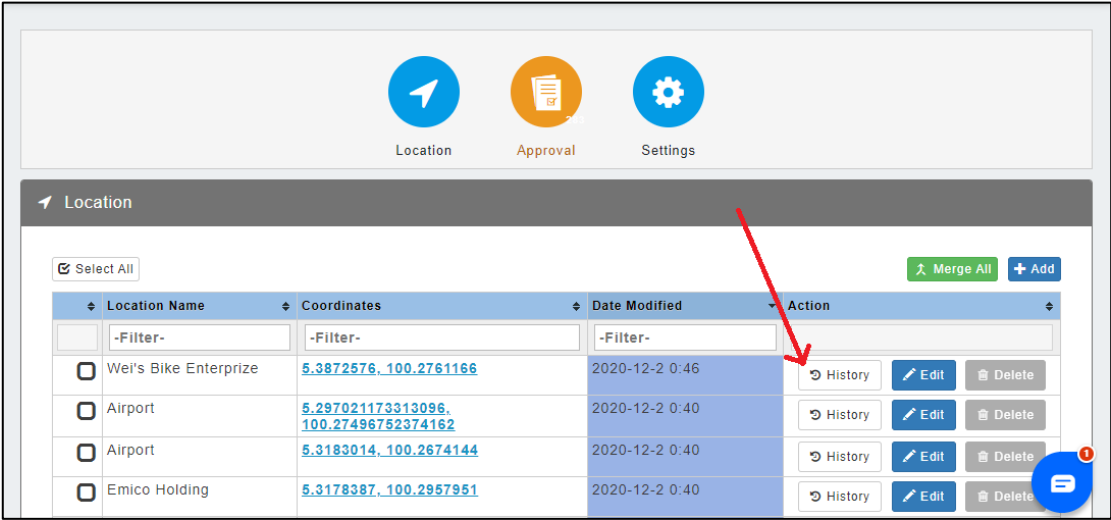 Location Approval Settings
Location
Select All Merge All Add
Location Name Coordinates Date Modified Action
-Filter- -Filter- -Filter-
Wei's Bike Enterprize 5.3872576, 100.2761166 2020-12-2 0:46 History Edit Delete
Airport 5.297021173313096, 2020-12-2 0:40 History Edit Delete
100.27496752374162
Airport 5.3183014, 100.2674144 2020-12-2 0:40 History Edit Delete
Emico Holding 5.3178387, 100.2957951 2020-12-2 0:40 History Edit Delete
1